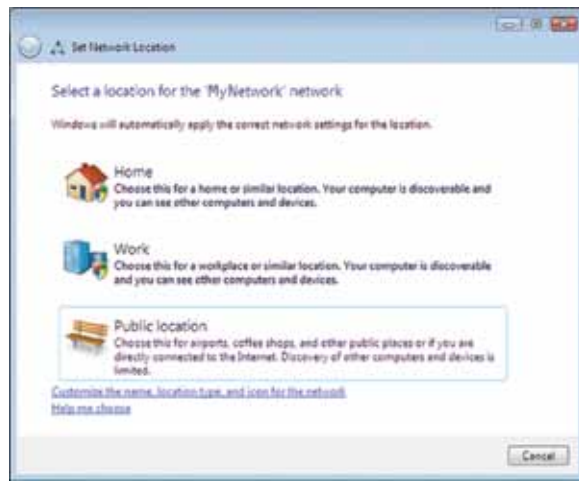 Set Network Location
Select a location for the 'MyNetwork' network
Windows will automatically apply the correct network settings for the location.
Home
Choose this for a home or similar location. Your computer is discoverable and
you can see other computers and devices.
Work
Choose this for a workplace or similar location. Your computer is discoverable
and you can see other computers and devices.
Public location
Choose this for airports, coffee shops, and other public places or if you are
directly connected to the Internet. Discovery of other computers and devices is
limited.
Customize the name, location type, and icon for the network
Help me choose
Cancel